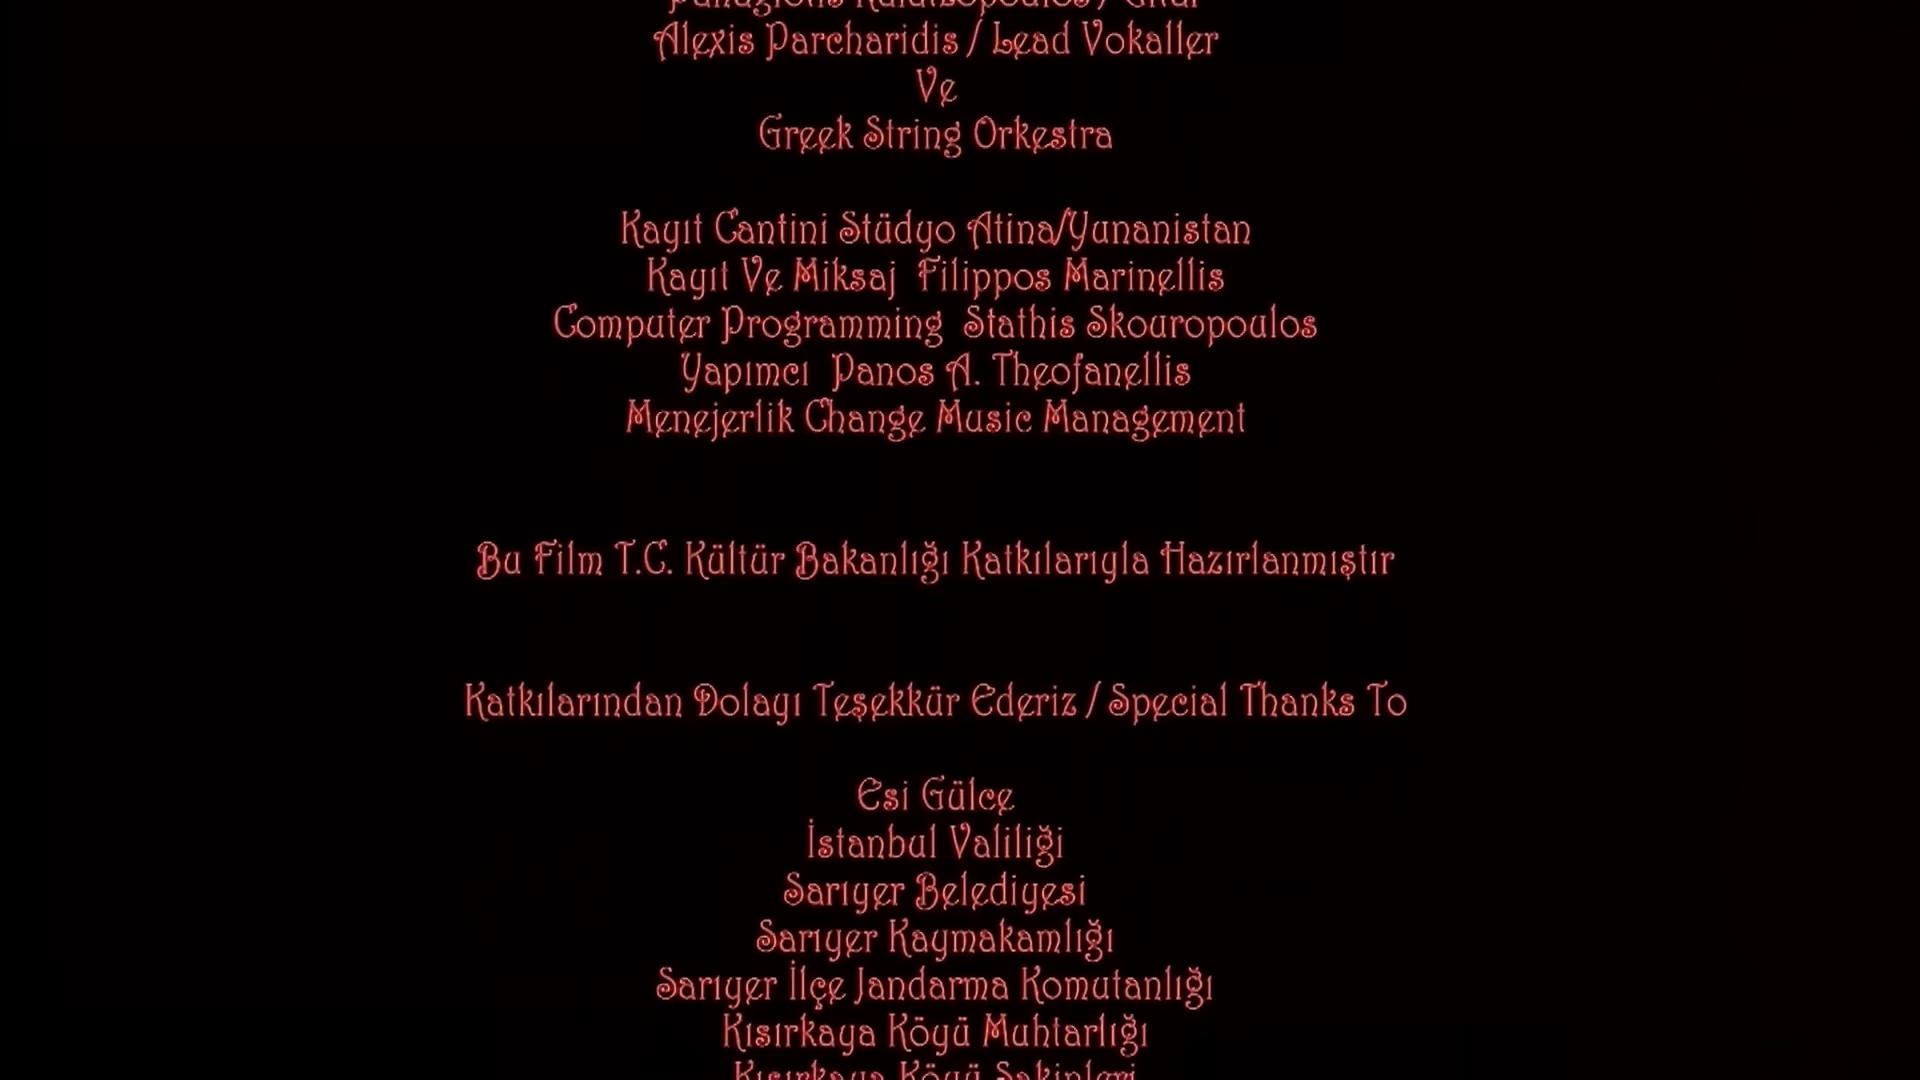 Alexis Parcharidis / Lead Vokaller
Ve
Greek String Orkestra
Kayıt Cantini Stüdyo Atina/Yunanistan
Kayıt Ve Miksaj Filippos Marinellis
Computer Programming Stathis Skouropoulos
Yapımcı Panos A. Theofanellis
Menejerlik Change Music Management
Bu Film T.C. Kültür Bakanlığı Katkılarıyla Hazırlanmıştır
Katkılarından Dolayı Teşekkür Ederiz / Special Thanks To
Esi Gülce
İstanbul Valiliği
Sarıyer Belediyesi
Sarıyer Kaymakamlığı
Sarıyer İlçe Jandarma Komutanlığı
Kısırkaya Köyü Muhtarlığı
Kısırkaya Köyü Sakinleri